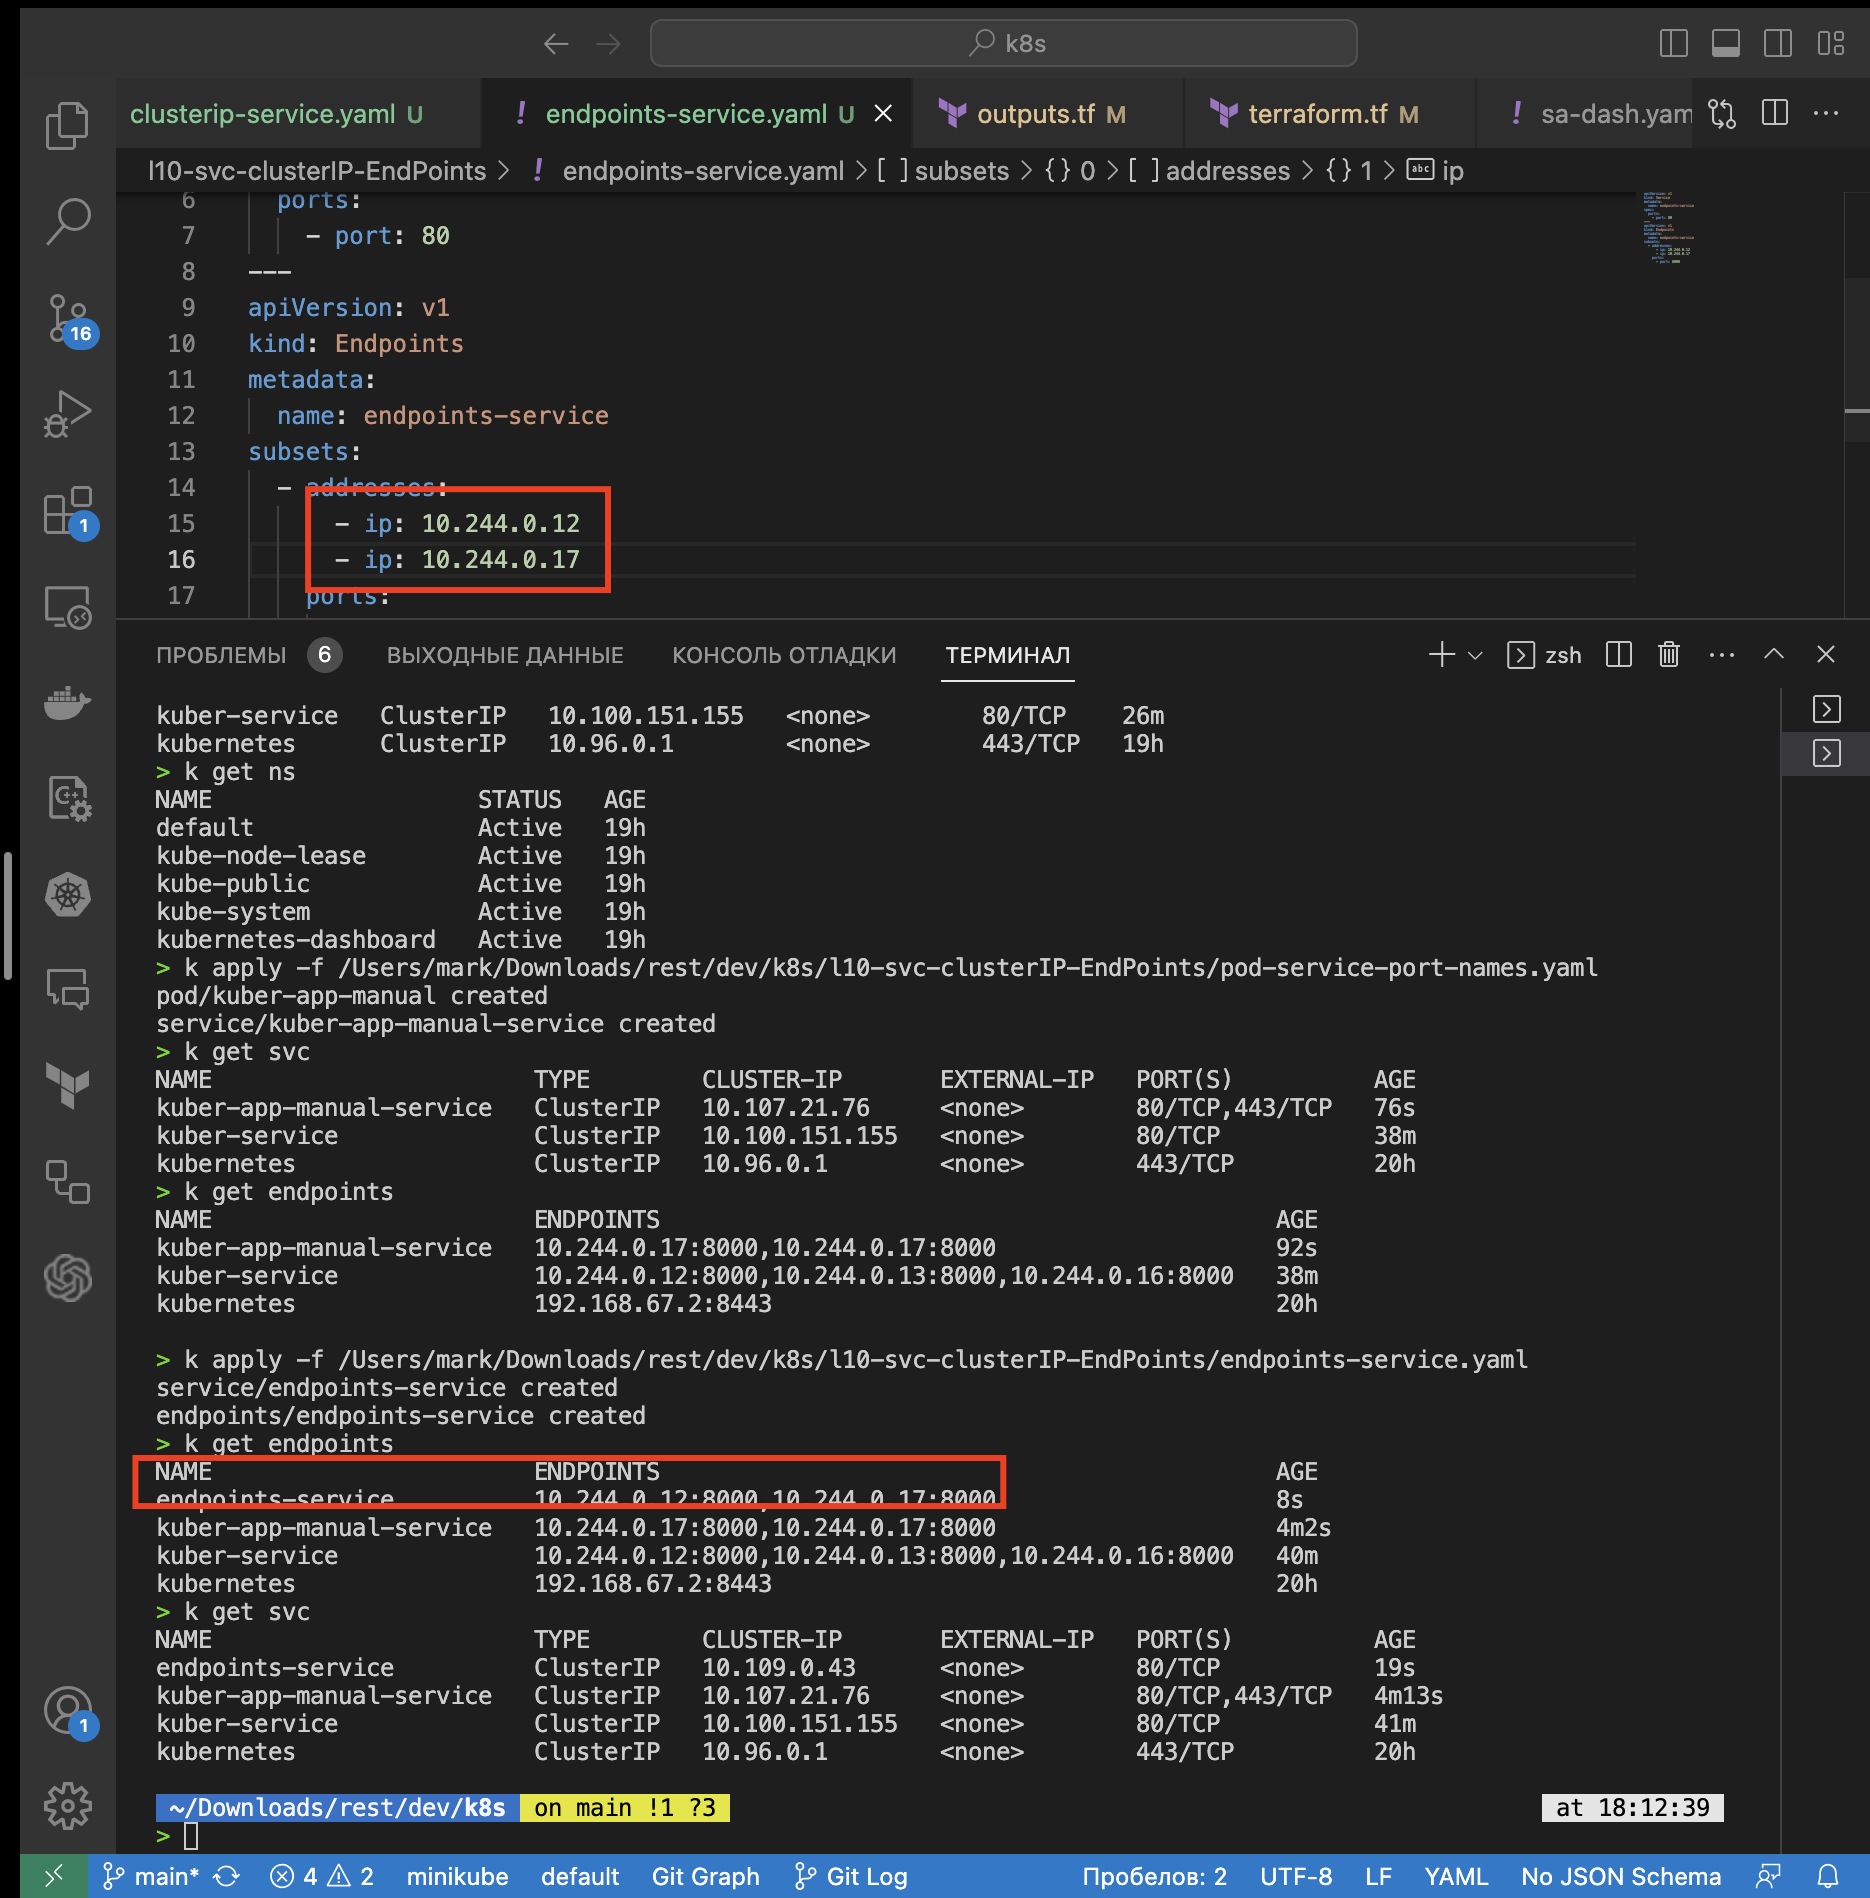 k8s
clusterip-service.yaml U
! endpoints-service.yaml U
outputs.tf M
terraform.tf M
! sa-dash.yam
l10-svc-clusterIP-EndPoints > ! endpoints-service.yaml > [ ] subsets > {} 0 > [ ] addresses > {} 1 > abc ip
6 ports:
7 - port: 80
8 ---
9 apiVersion: v1
10 kind: Endpoints
11 metadata:
12 name: endpoints-service
13 subsets:
14 - addresses:
15 - ip: 10.244.0.12
16 - ip: 10.244.0.17
17 ports:
16
1
ПРОБЛЕМЫ 6 ВЫХОДНЫЕ ДАННЫЕ КОНСОЛЬ ОТЛАДКИ ТЕРМИНАЛ zsh
kuber-service ClusterIP 10.100.151.155 <none> 80/TCP 26m
kubernetes ClusterIP 10.96.0.1 <none> 443/TCP 19h
> k get ns
NAME STATUS AGE
default Active 19h
kube-node-lease Active 19h
kube-public Active 19h
kube-system Active 19h
kubernetes-dashboard Active 19h
> k apply -f /Users/mark/Downloads/rest/dev/k8s/l10-svc-clusterIP-EndPoints/pod-service-port-names.yaml
pod/kuber-app-manual created
service/kuber-app-manual-service created
> k get svc
NAME TYPE CLUSTER-IP EXTERNAL-IP PORT(S) AGE
kuber-app-manual-service ClusterIP 10.107.21.76 <none> 80/TCP,443/TCP 76s
kuber-service ClusterIP 10.100.151.155 <none> 80/TCP 38m
kubernetes ClusterIP 10.96.0.1 <none> 443/TCP 20h
> k get endpoints
NAME ENDPOINTS AGE
kuber-app-manual-service 10.244.0.17:8000,10.244.0.17:8000 92s
kuber-service 10.244.0.12:8000,10.244.0.13:8000,10.244.0.16:8000 38m
kubernetes 192.168.67.2:8443 20h
> k apply -f /Users/mark/Downloads/rest/dev/k8s/l10-svc-clusterIP-EndPoints/endpoints-service.yaml
service/endpoints-service created
endpoints/endpoints-service created
> k get endpoints
NAME ENDPOINTS AGE
endpoints-service 10.244.0.12:8000,10.244.0.17:8000 8s
kuber-app-manual-service 10.244.0.17:8000,10.244.0.17:8000 4m2s
kuber-service 10.244.0.12:8000,10.244.0.13:8000,10.244.0.16:8000 40m
kubernetes 192.168.67.2:8443 20h
> k get svc
NAME TYPE CLUSTER-IP EXTERNAL-IP PORT(S) AGE
endpoints-service ClusterIP 10.109.0.43 <none> 80/TCP 19s
kuber-app-manual-service ClusterIP 10.107.21.76 <none> 80/TCP,443/TCP 4m13s
kuber-service ClusterIP 10.100.151.155 <none> 80/TCP 41m
kubernetes ClusterIP 10.96.0.1 <none> 443/TCP 20h
~/Downloads/rest/dev/k8s on main !1 ?3 at 18:12:39
>
1
main* 4 2 minikube default Git Graph Git Log Пробелов: 2 UTF-8 LF YAML No JSON Schema